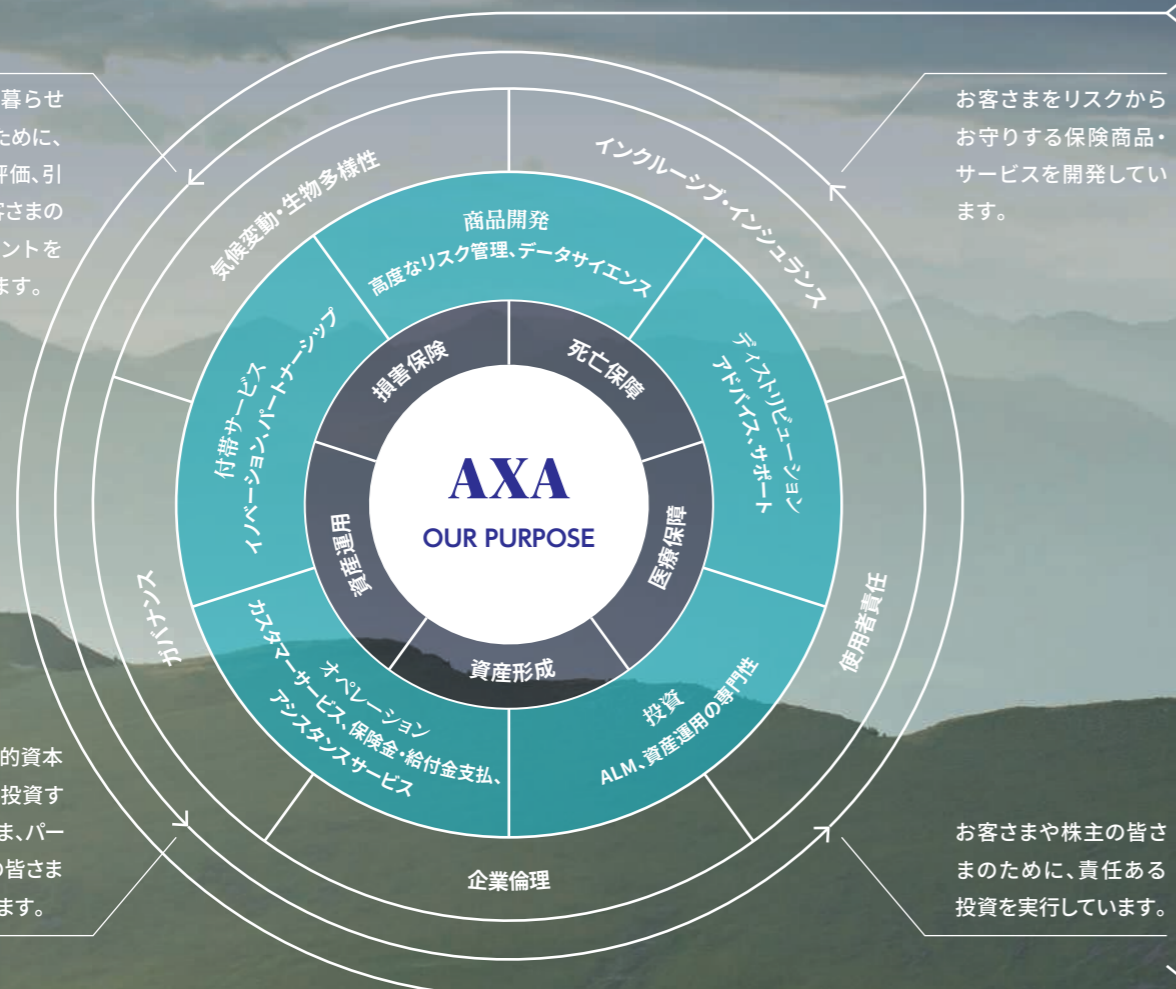 暮らせ
ために、
評価、引
客さまの
ントを
ます。
お客さまをリスクから
お守りする保険商品・
サービスを開発してい
ます。
気候変動・生物多様性
インクルーシブ・インシュランス
商品開発
高度なリスク管理、データサイエンス
付帯サービス
イノベーション、パートナーシップ
ディストリビューション
アドバイス、サポート
損害保険
死亡保障
AXA
OUR PURPOSE
資産運用
医療保障
資産形成
ガバナンス
使用者責任
オペレーション
カスタマーサービス、保険金・給付金支払、
アシスタンスサービス
投資
ALM、資産運用の専門性
企業倫理
的資本
投資す
ま、パー
の皆さま
ます。
お客さまや株主の皆さ
まのために、責任ある
投資を実行しています。